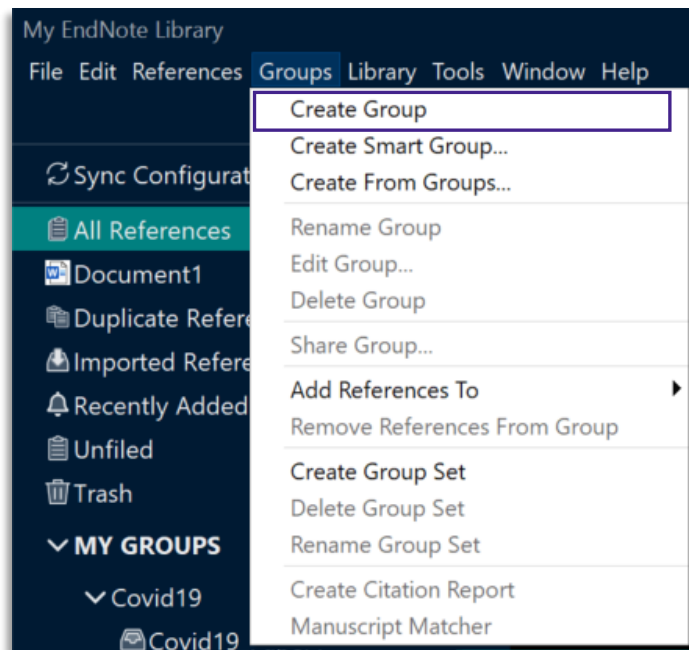 My EndNote Library
File Edit References Groups Library Tools Window Help
Create Group
Create Smart Group...
Create From Groups...
Rename Group
Edit Group...
Delete Group
Share Group...
Add References To
Remove References From Group
Create Group Set
Delete Group Set
Rename Group Set
Create Citation Report
Manuscript Matcher
Sync Configurat
All References
Document1
Duplicate Refere
Imported Refere
Recently Added
Unfiled
Trash
MY GROUPS
Covid19
Covid19